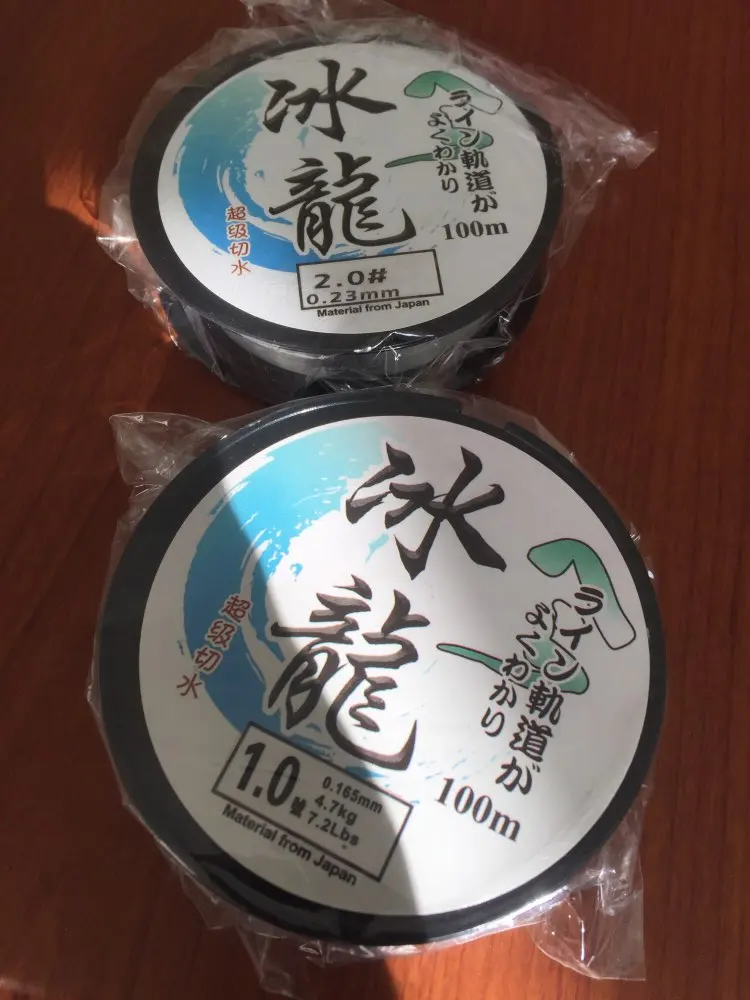 冰龍
ライン軌道が
よくわかり
100m
超级切水
2.0#
0.23mm
Material from Japan
冰龍
ライン軌道が
よくわかり
100m
超级切水
1.0號
0.165mm
4.7kg
7.2Lbs
Material from Japan